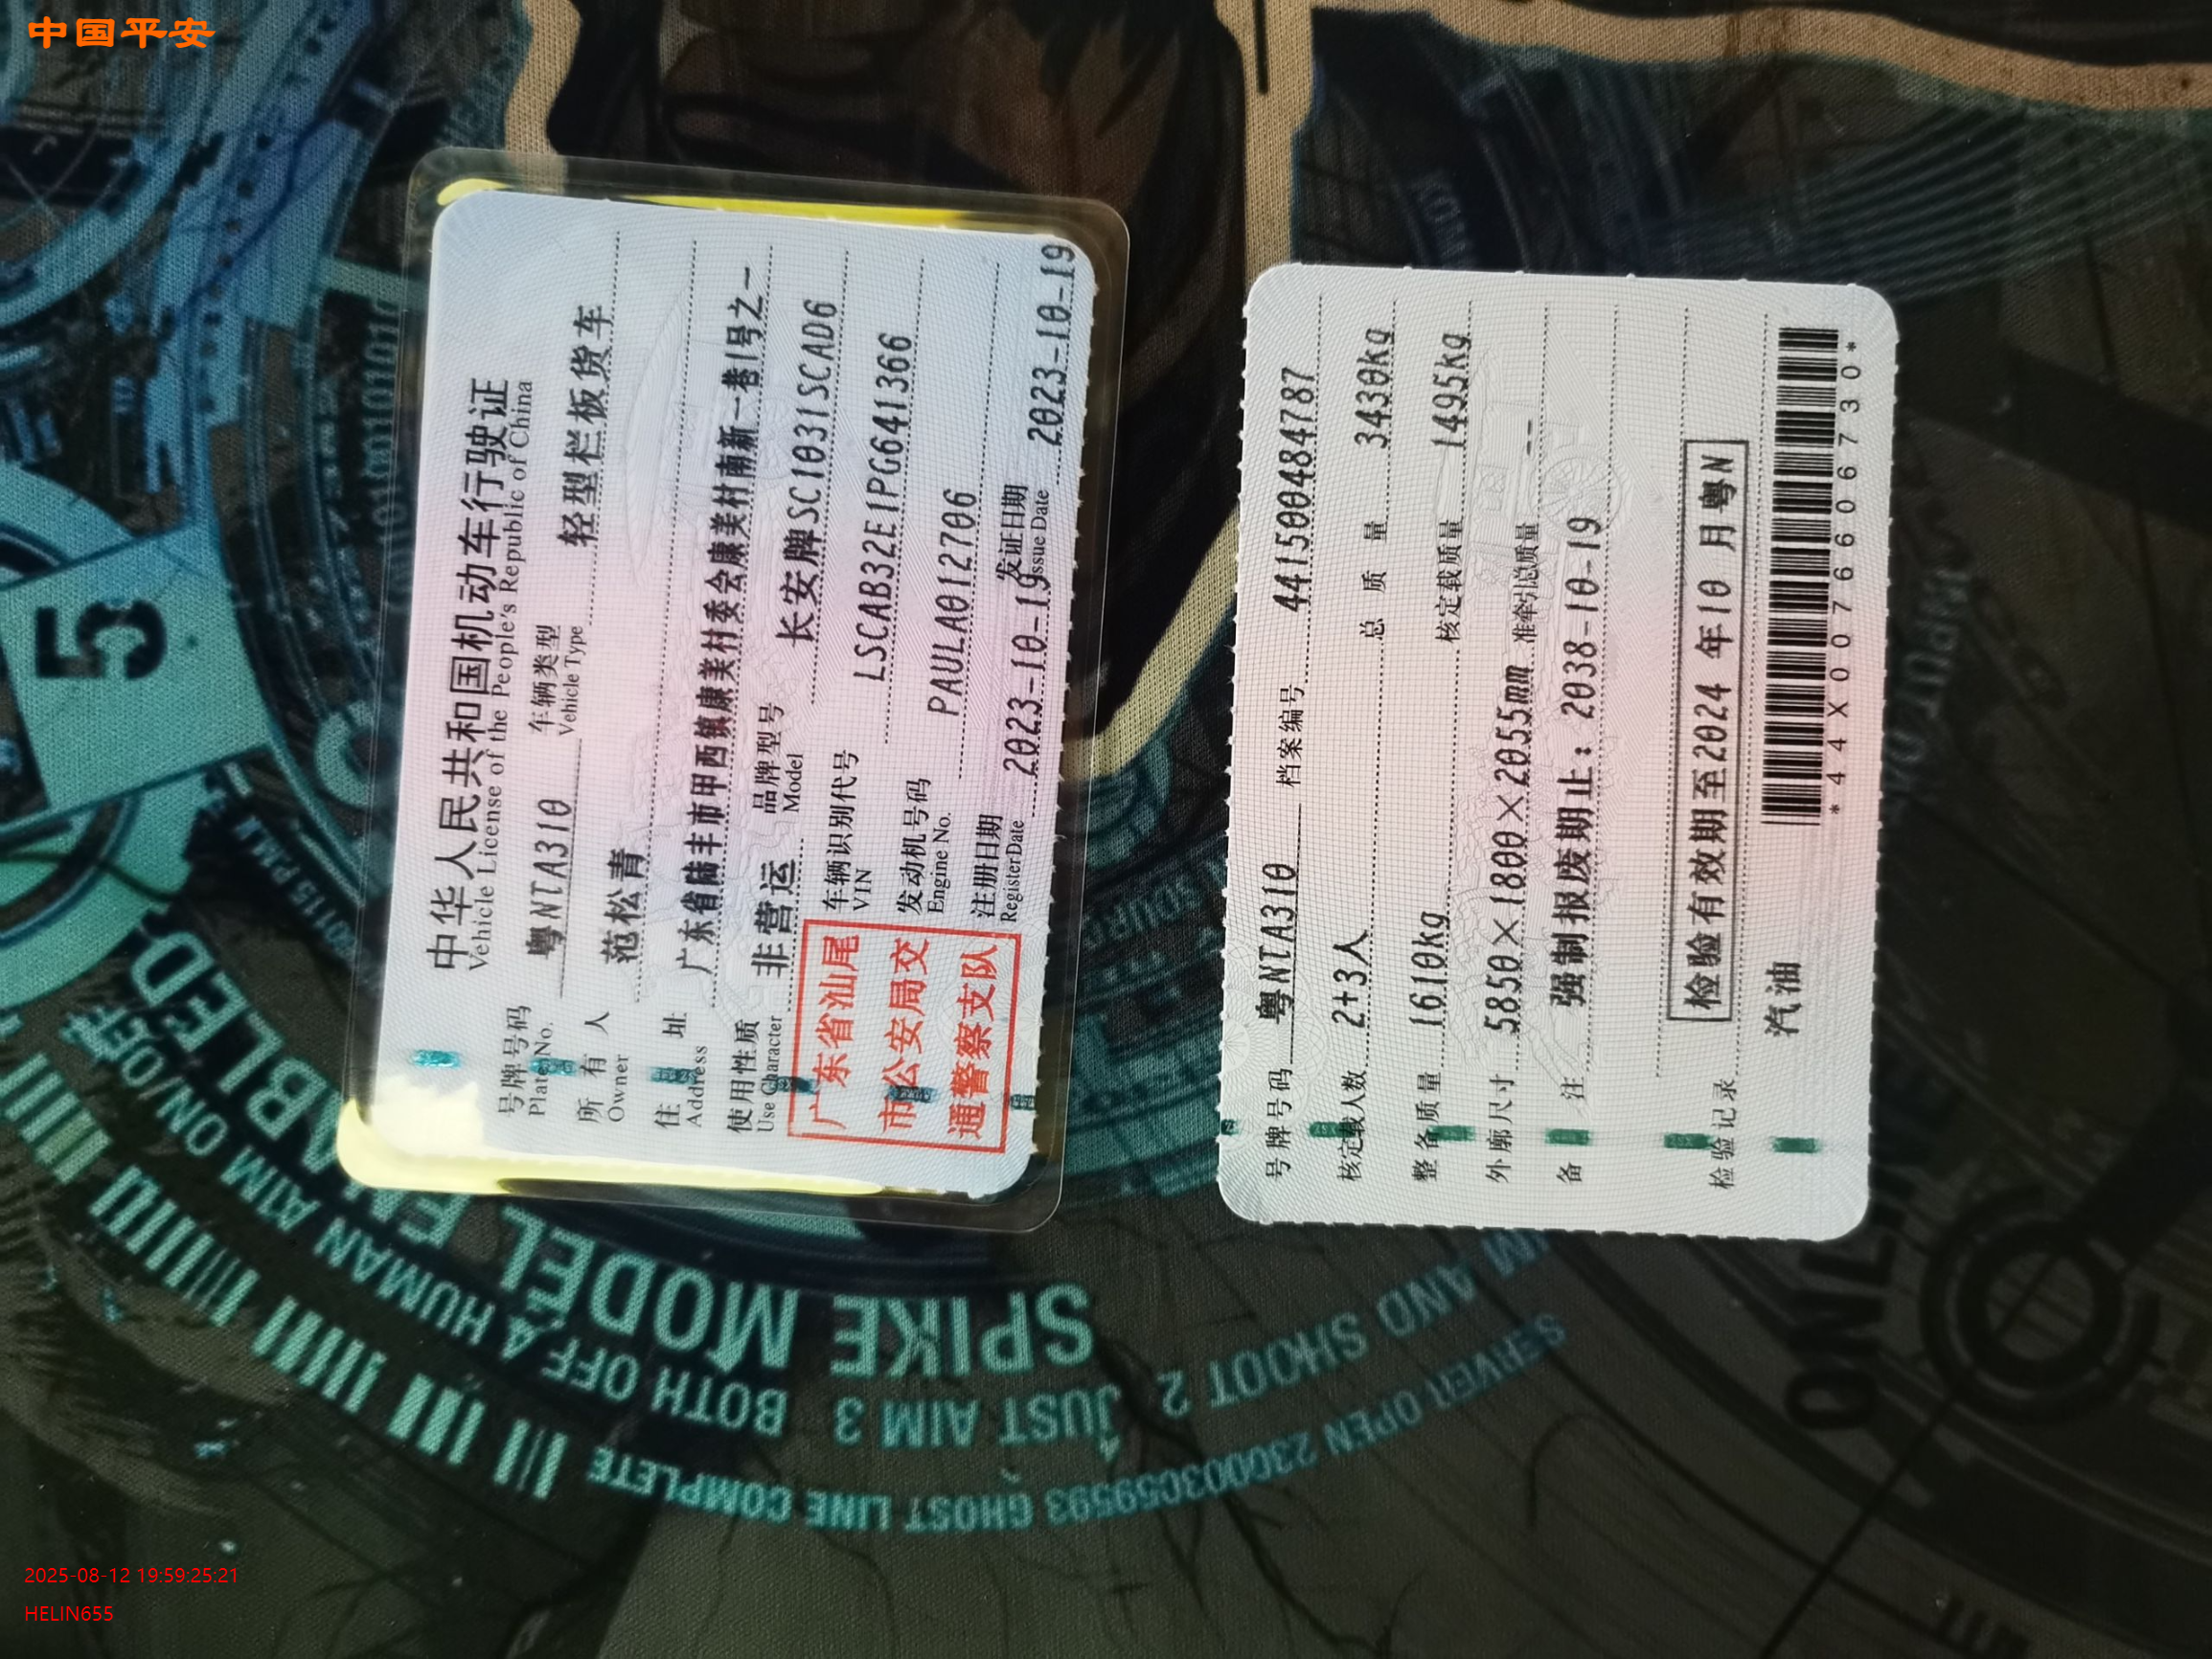 中国平安
中华人民共和国机动车行驶证
Vehicle License of the People's Republic of China
号牌号码 粤NTA310 车辆类型 轻型栏板货车
Plate No. Vehicle Type
所有人 范松青
Owner
住址 广东省陆丰市甲西镇康美村委会康美村南新一巷1号之一
Address
使用性质 非营运 品牌型号 长安牌SC1031SCAD6
Use Character Model
广东省汕尾
市公安局交
通警察支队
车辆识别代号 LSCAB32E1PG641366
VIN
发动机号码 PAULA012706
Engine No.
注册日期 2023-10-19 发证日期 2023-10-19
Register Date Issue Date
号牌号码 粤NTA310 档案编号 441500484787
核定载人数 2+3人 总质量 3430kg
整备质量 1610kg 核定载质量 1495kg
外廓尺寸 5850×1800×2055mm 准牵引总质量 --
备注 强制报废期止：2038-10-19
检验记录 检验有效期至2024年10月粤N
汽油
*44X0076606730*
5
BOTH OFF A HUMAN AIM ON/OFF
SPIKE MODEL
JUST AIM 3
AIM AND SHOOT 2
SERVER OPEN 230003C59593 GHOST LINE COMPLETE
2025-08-12 19:59:25:21
HELIN655